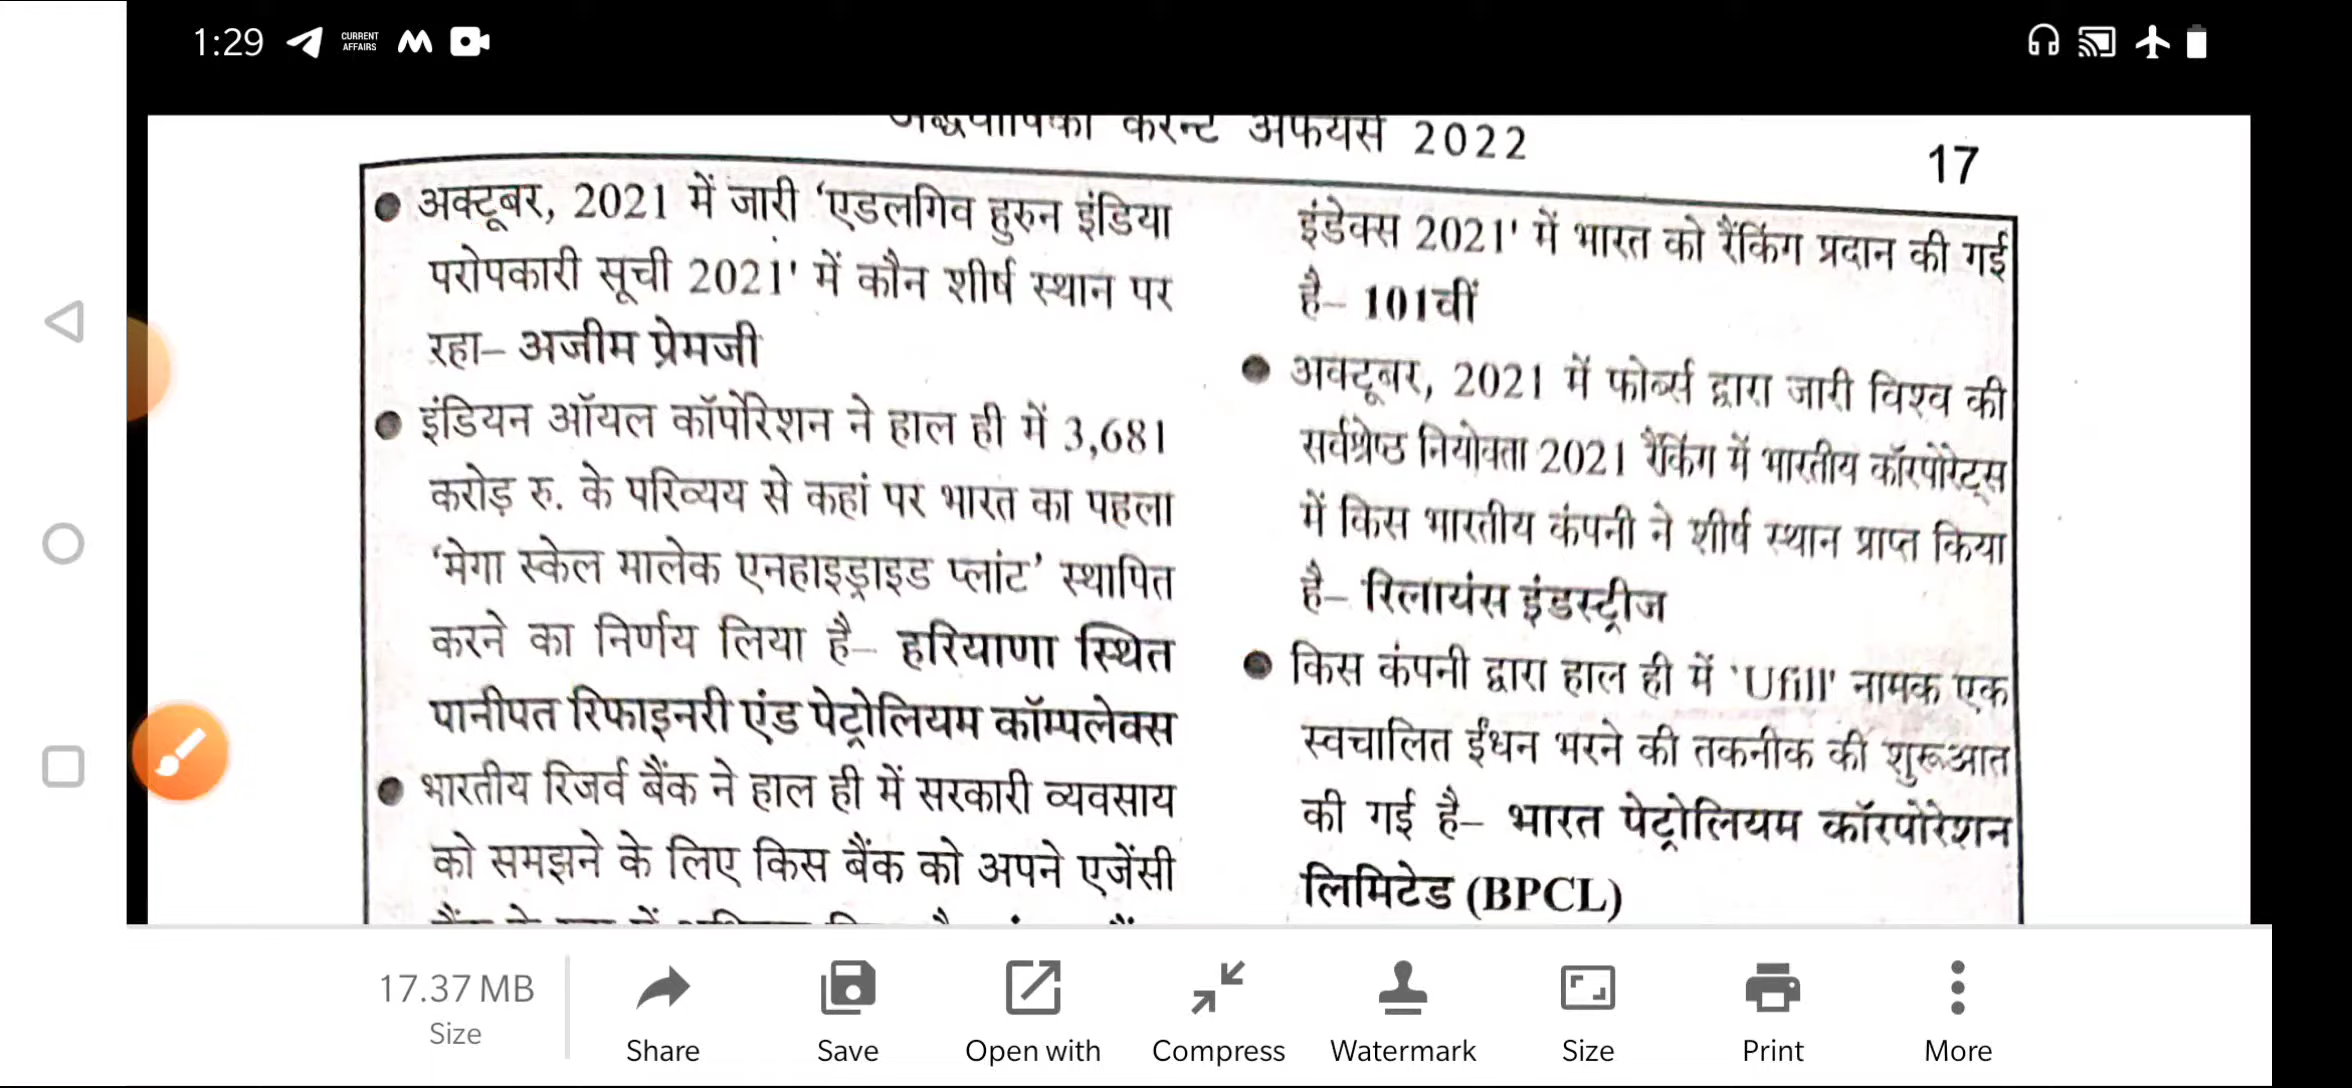 1:29 CURRENT AFFAIRS
करन्ट अफेयर्स 2022
17
अक्टूबर, 2021 में जारी ‘एडलगिव हुरुन इंडिया
परोपकारी सूची 2021' में कौन शीर्ष स्थान पर
रहा– अजीम प्रेमजी
इंडियन ऑयल कॉर्पोरेशन ने हाल ही में 3,681
करोड़ रु. के परिव्यय से कहां पर भारत का पहला
‘मेगा स्केल मालेक एनहाइड्राइड प्लांट’ स्थापित
करने का निर्णय लिया है– हरियाणा स्थित
पानीपत रिफाइनरी एंड पेट्रोलियम कॉम्पलेक्स
भारतीय रिजर्व बैंक ने हाल ही में सरकारी व्यवसाय
को समझने के लिए किस बैंक को अपने एजेंसी
इंडेक्स 2021' में भारत को रैंकिंग प्रदान की गई
है– 101वीं
अक्टूबर, 2021 में फोर्ब्स द्वारा जारी विश्व की
सर्वश्रेष्ठ नियोक्ता 2021 रैंकिंग में भारतीय कॉरपोरेट्स
में किस भारतीय कंपनी ने शीर्ष स्थान प्राप्त किया
है– रिलायंस इंडस्ट्रीज
किस कंपनी द्वारा हाल ही में 'Ufill' नामक एक
स्वचालित ईंधन भरने की तकनीक की शुरूआत
की गई है– भारत पेट्रोलियम कॉरपोरेशन
लिमिटेड (BPCL)
17.37 MB
Size
Share
Save
Open with
Compress
Watermark
Size
Print
More